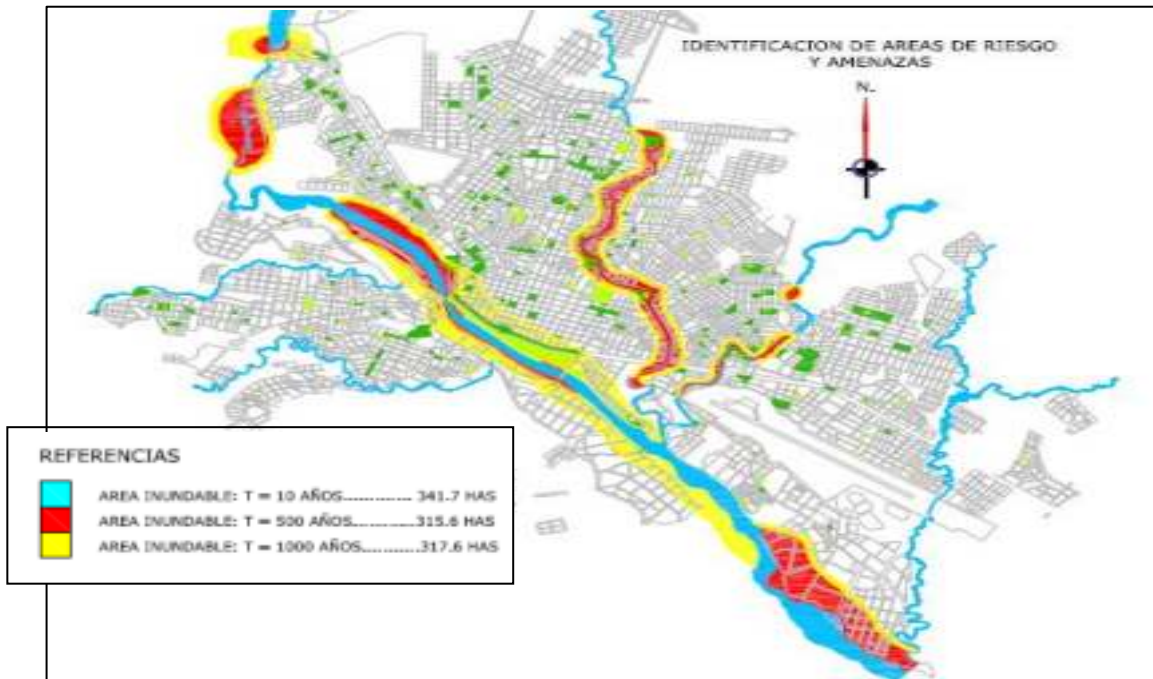 IDENTIFICACION DE AREAS DE RIESGO
Y AMENAZAS
N.
REFERENCIAS
AREA INUNDABLE: T = 10 AÑOS............. 341.7 HAS
AREA INUNDABLE: T = 500 AÑOS............315.6 HAS
AREA INUNDABLE: T = 1000 AÑOS...........317.6 HAS